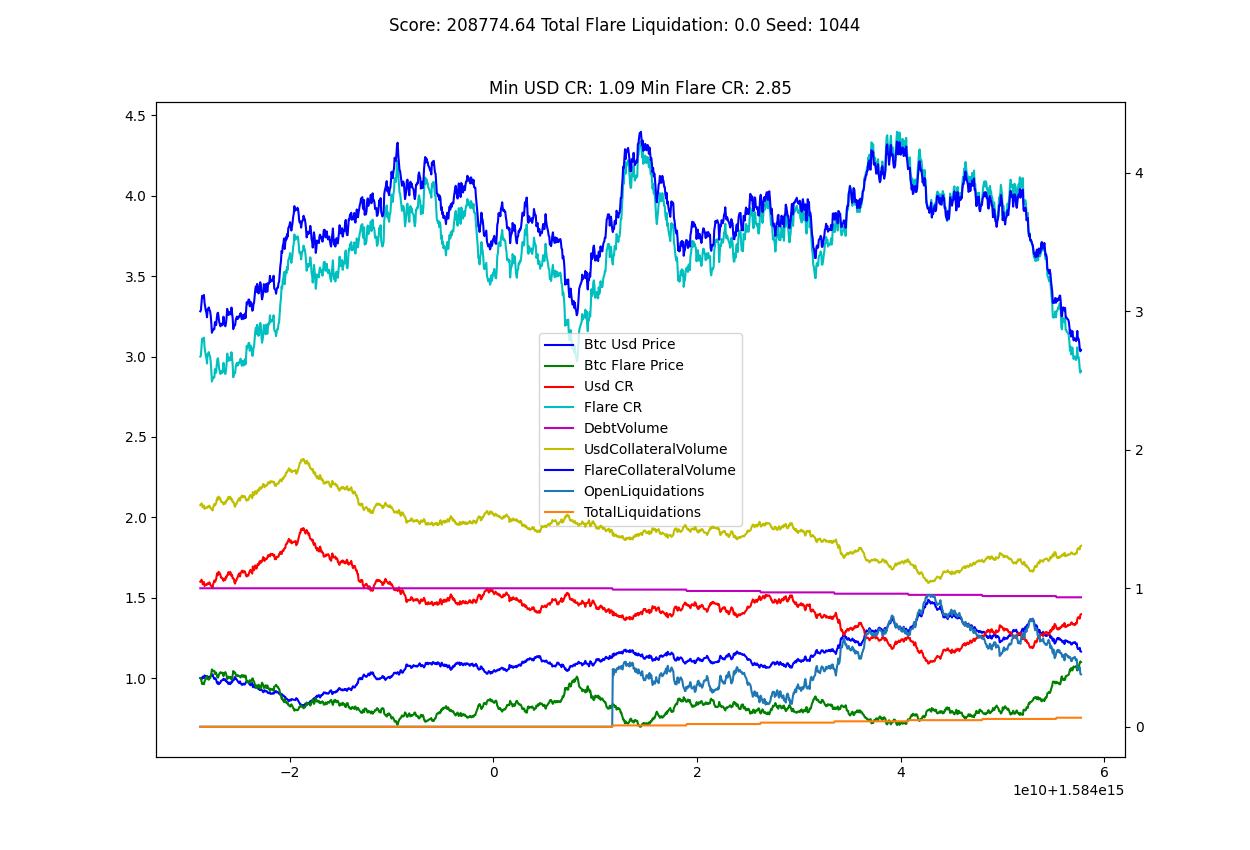 Score: 208774.64 Total Flare Liquidation: 0.0 Seed: 1044
Min USD CR: 1.09 Min Flare CR: 2.85
4.5
4.0
3.5
3.0
2.5
2.0
1.5
1.0
4
3
2
1
0
Btc Usd Price
Btc Flare Price
Usd CR
Flare CR
DebtVolume
UsdCollateralVolume
FlareCollateralVolume
OpenLiquidations
TotalLiquidations
−2 0 2 4 6
1e10+1.584e15